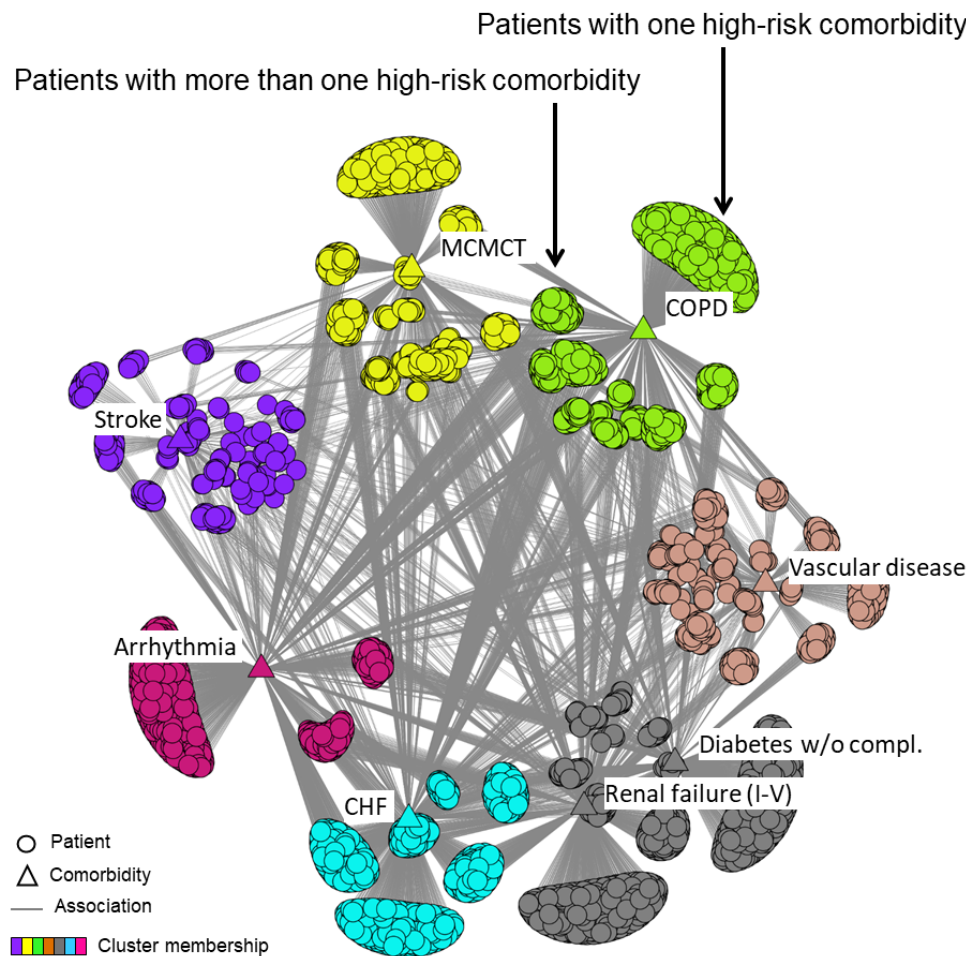 Patients with one high-risk comorbidity
Patients with more than one high-risk comorbidity
MCMCT
COPD
Stroke
Vascular disease
Arrhythmia
Diabetes w/o compl.
Renal failure (I-V)
CHF
Patient
Comorbidity
Association
Cluster membership